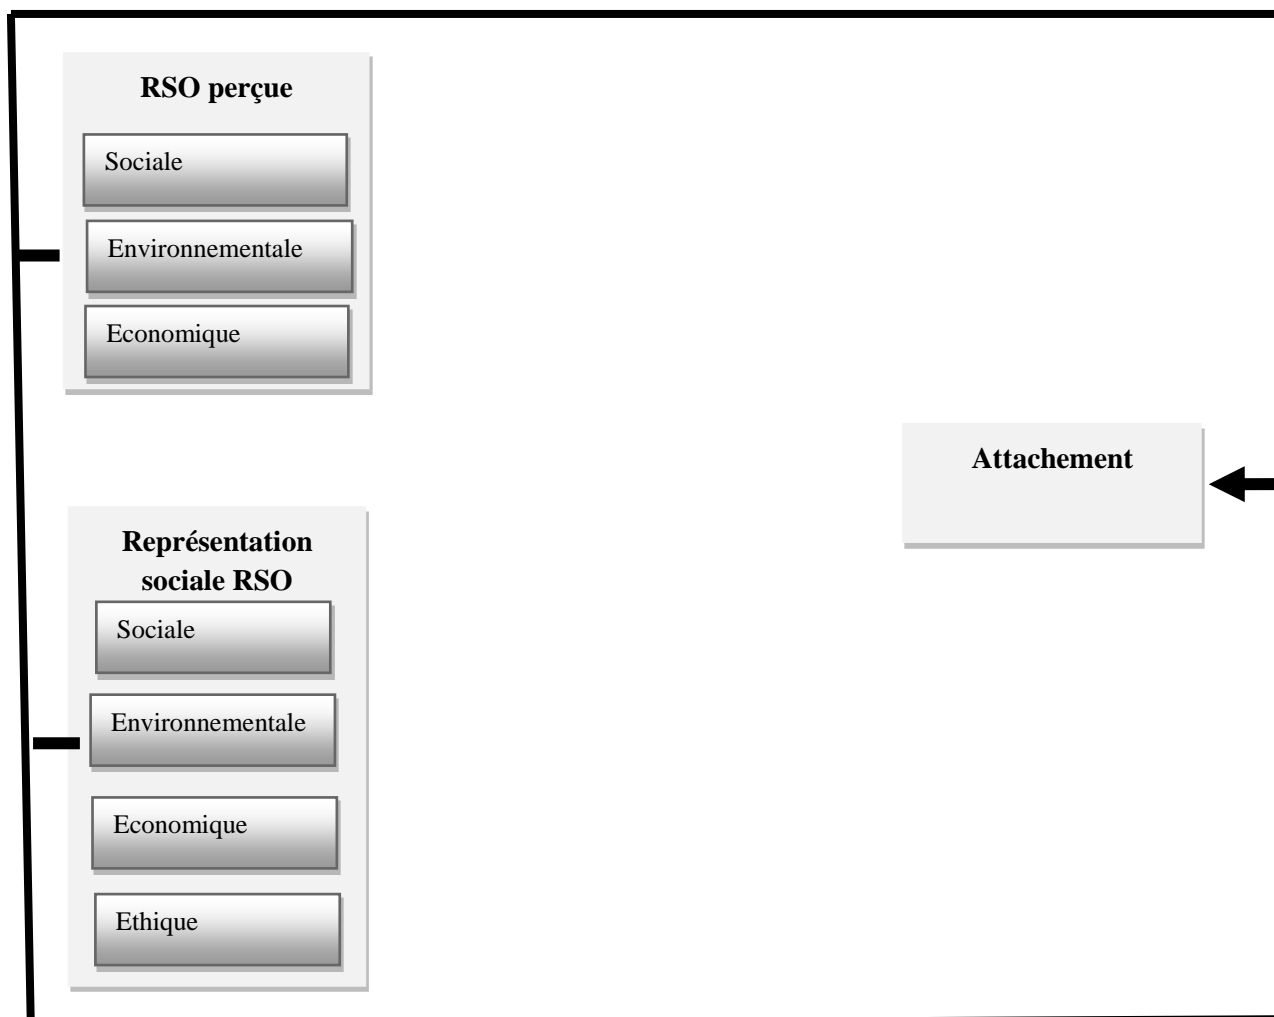 RSO perçue
Sociale
Environnementale
Economique
Attachement
Représentation
sociale RSO
Sociale
Environnementale
Economique
Ethique